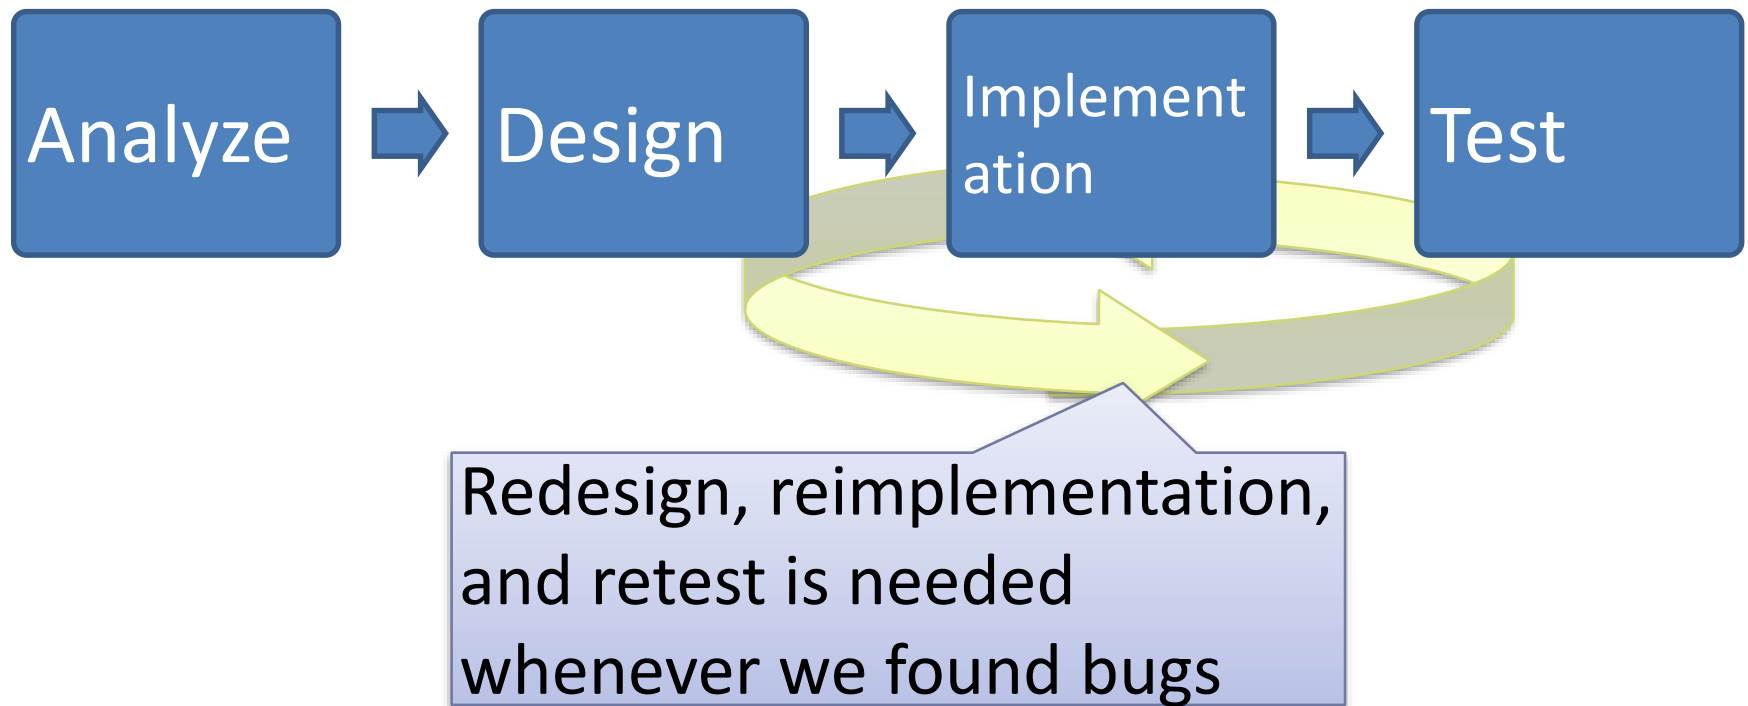 Analyze
Design
Implement
ation
Test
Redesign, reimplementation,
and retest is needed
whenever we found bugs